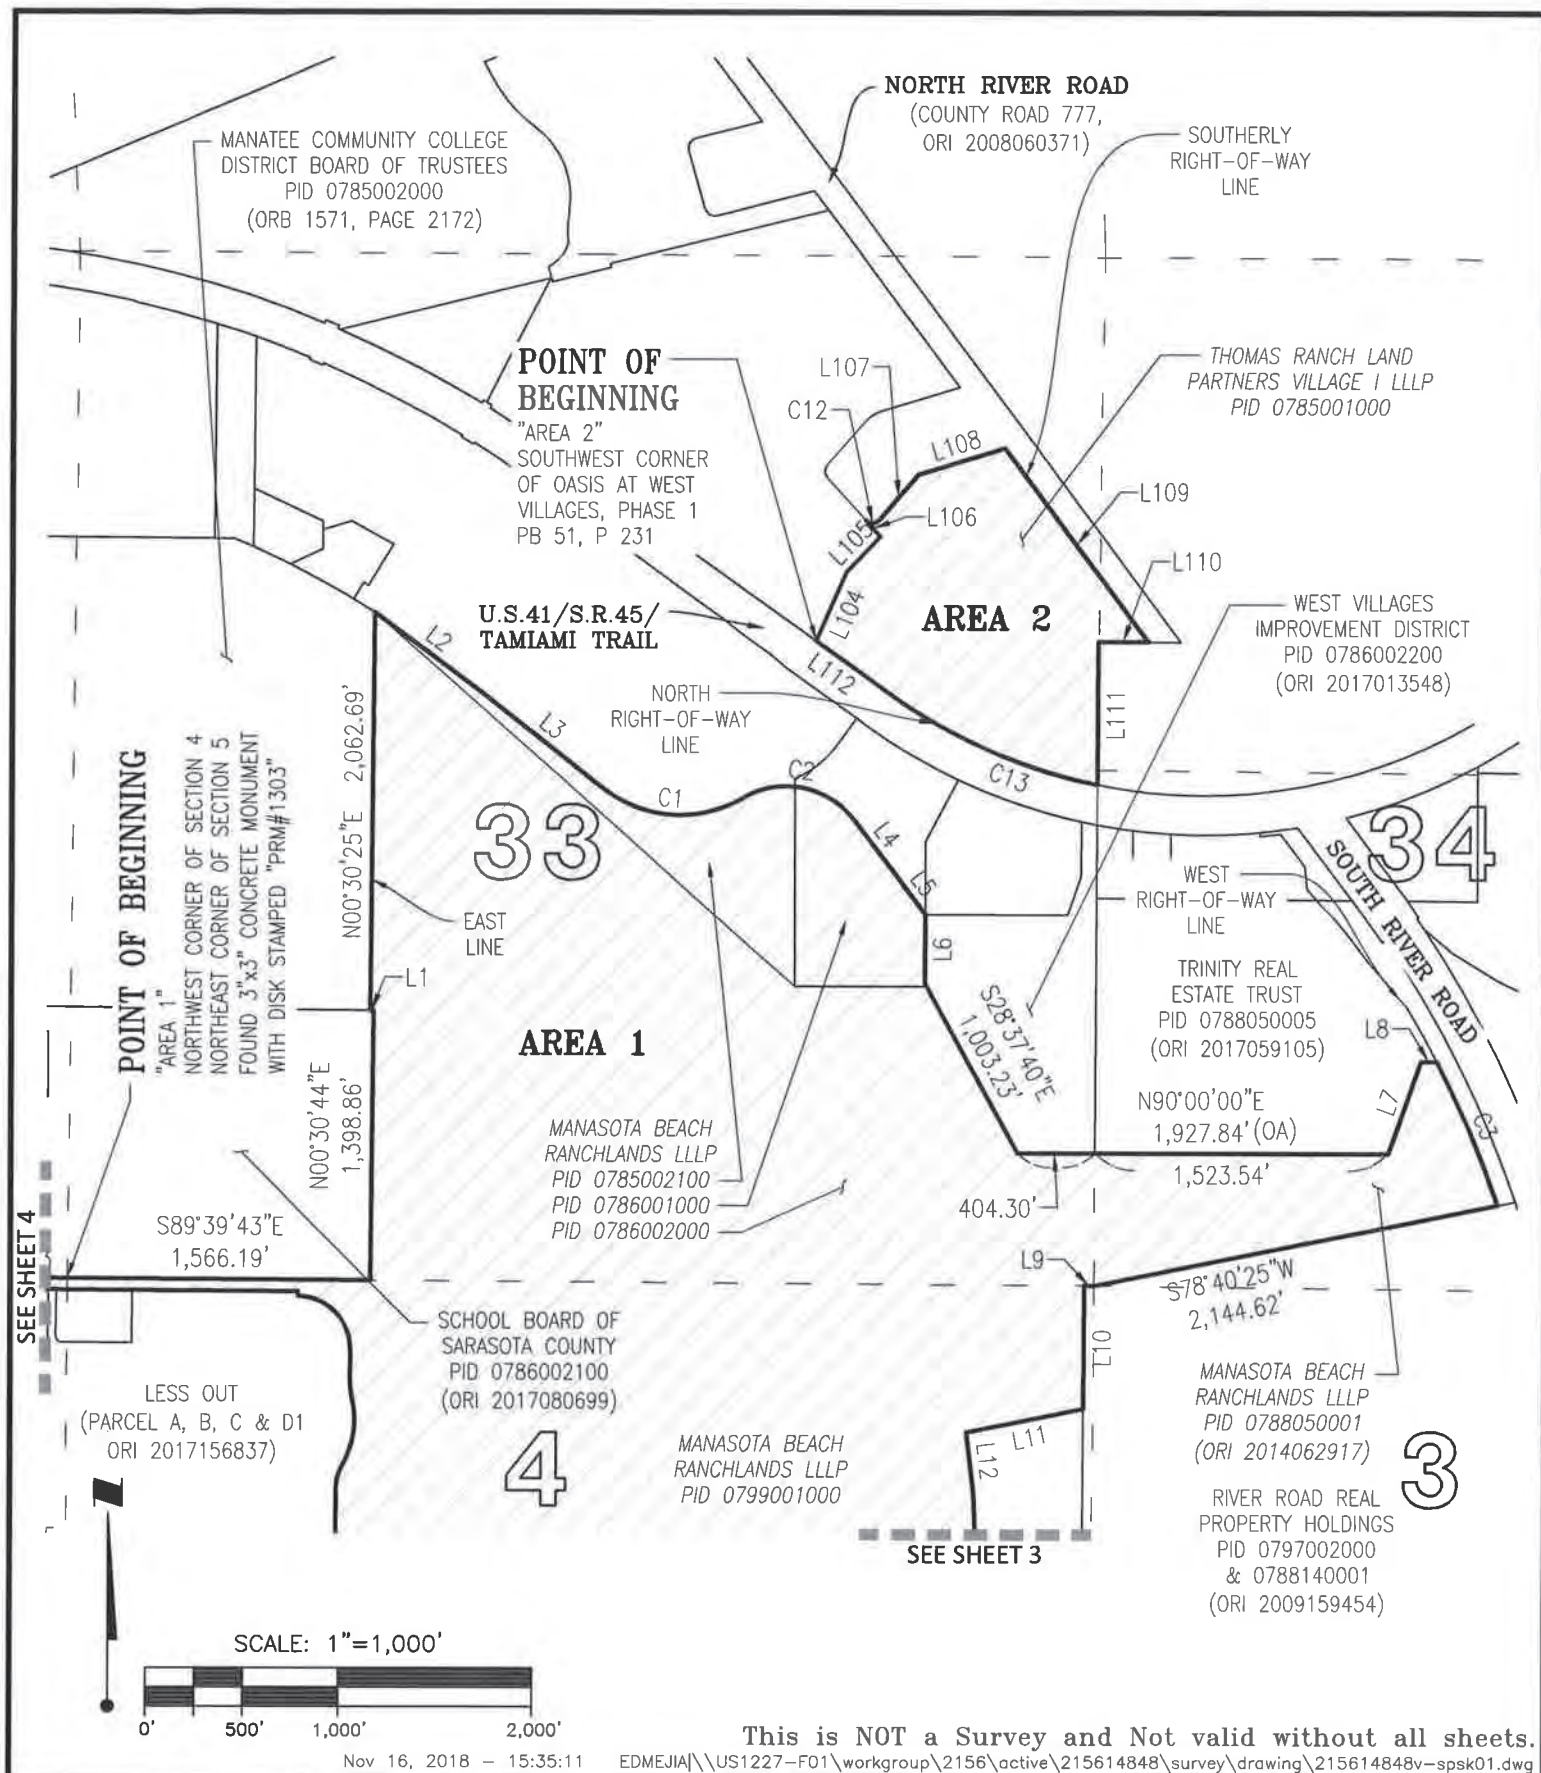 NORTH RIVER ROAD
(COUNTY ROAD 777,
ORI 2008060371)
SOUTHERLY
RIGHT-OF-WAY
LINE
MANATEE COMMUNITY COLLEGE
DISTRICT BOARD OF TRUSTEES
PID 0785002000
(ORB 1571, PAGE 2172)
POINT OF
BEGINNING
"AREA 2"
SOUTHWEST CORNER
OF OASIS AT WEST
VILLAGES, PHASE 1
PB 51, P 231
L107
C12
L108
THOMAS RANCH LAND
PARTNERS VILLAGE I LLLP
PID 0785001000
L109
L106
L105
L110
L104
AREA 2
U.S.41/S.R.45/
TAMIAMI TRAIL
WEST VILLAGES
IMPROVEMENT DISTRICT
PID 0786002200
(ORI 2017013548)
L2
L112
NORTH
RIGHT-OF-WAY
LINE
L111
L3
C2
C13
C1
POINT OF BEGINNING
"AREA 1"
NORTHWEST CORNER OF SECTION 4
NORTHEAST CORNER OF SECTION 5
FOUND 3"x3" CONCRETE MONUMENT
WITH DISK STAMPED "PRM#1303"
N00°30'25"E 2,062.69'
33
34
L4
L5
EAST
LINE
WEST
RIGHT-OF-WAY
LINE
SOUTH RIVER ROAD
L6
L1
AREA 1
S28°37'40"E
1,003.23'
TRINITY REAL
ESTATE TRUST
PID 0788050005
(ORI 2017059105)
L8
L7
C3
N00°30'44"E
1,398.86'
N90°00'00"E
1,927.84'(OA)
1,523.54'
404.30'
MANASOTA BEACH
RANCHLANDS LLLP
PID 0785002100
PID 0786001000
PID 0786002000
S89°39'43"E
1,566.19'
SEE SHEET 4
L9
S78°40'25"W
2,144.62'
L10
SCHOOL BOARD OF
SARASOTA COUNTY
PID 0786002100
(ORI 2017080699)
LESS OUT
(PARCEL A, B, C & D1
ORI 2017156837)
MANASOTA BEACH
RANCHLANDS LLLP
PID 0788050001
(ORI 2014062917)
L11
L12
4
MANASOTA BEACH
RANCHLANDS LLLP
PID 0799001000
3
RIVER ROAD REAL
PROPERTY HOLDINGS
PID 0797002000
& 0788140001
(ORI 2009159454)
SEE SHEET 3
N
SCALE: 1"=1,000'
0' 500' 1,000' 2,000'
This is NOT a Survey and Not valid without all sheets.
Nov 16, 2018 - 15:35:11 EDMEJIA|\\US1227-F01\workgroup\2156\active\215614848\survey\drawing\215614848v-spsk01.dwg